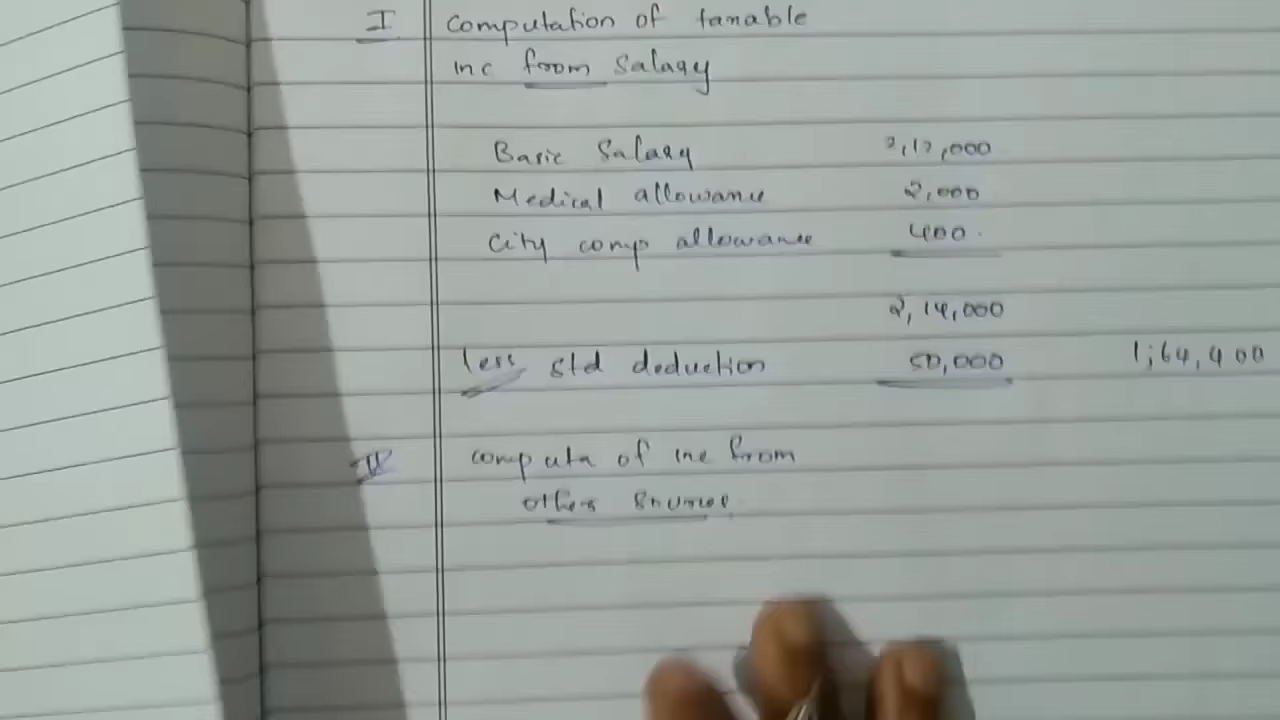 I Computation of taxable
inc from Salary
Basic Salary 2,12,000
Medical allowance 2,000
City comp allowance 400
2,14,000
less std deduction 50,000 1,64,400
II computa of inc from
others sources